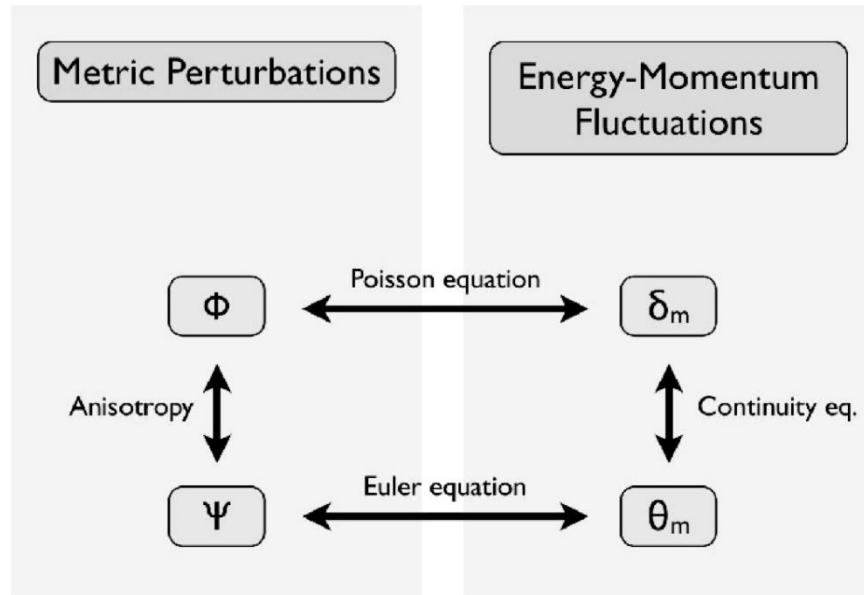 Metric Perturbations
Energy-Momentum
Fluctuations
Φ
Poisson equation
δm
Anisotropy
Continuity eq.
Ψ
Euler equation
θm